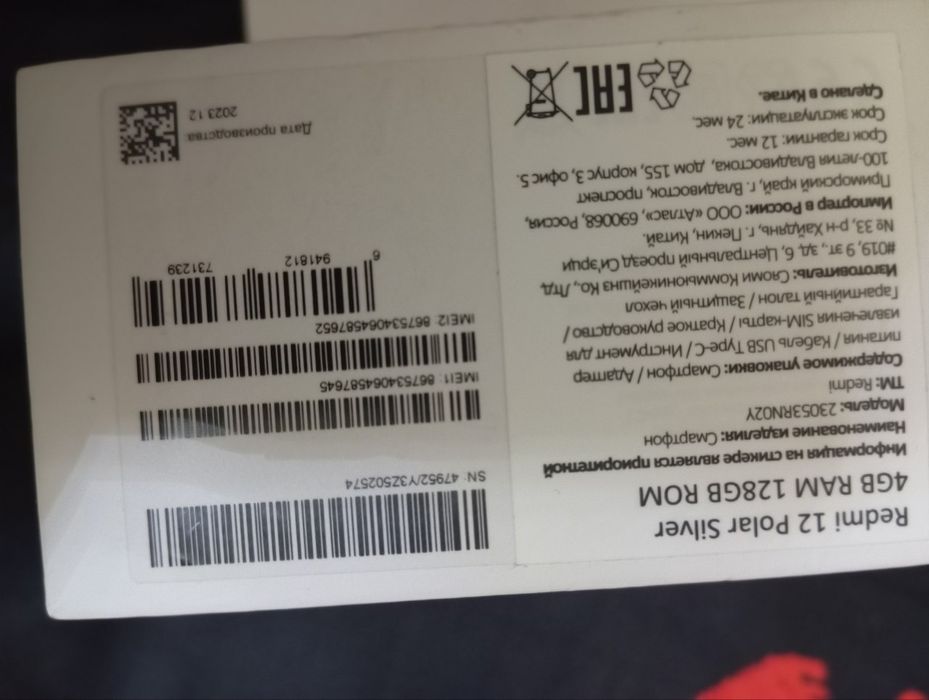 Redmi 12 Polar Silver
4GB RAM 128GB ROM
Информация на стикере является приоритетной
Наименование изделия: Смартфон
Модель: 23053RN02Y
ТМ: Redmi
Содержимое упаковки: Смартфон / Адаптер
питания / Кабель USB Type-C / Инструмент для
извлечения SIM-карты / Краткое руководство /
Гарантийный талон / Защитный чехол
Изготовитель: Сяоми Коммьюникейшнз Ко., Лтд.
#019, 9 эт., зд. 6, Центральный проезд Си'эрци
№ 33, р-н Хайдянь, г. Пекин, Китай.
Импортер в России: ООО «Атлас», 690068, Россия,
Приморский край, г. Владивосток, проспект
100-летия Владивостока, дом 155, корпус 3, офис 5.
Срок гарантии: 12 мес.
Срок эксплуатации: 24 мес.
Сделано в Китае.
EAC
SN: 47952/Y3Z502574
IMEI1: 867534064587645
IMEI2: 867534064587652
6 941812 731239
Дата производства
2023.12